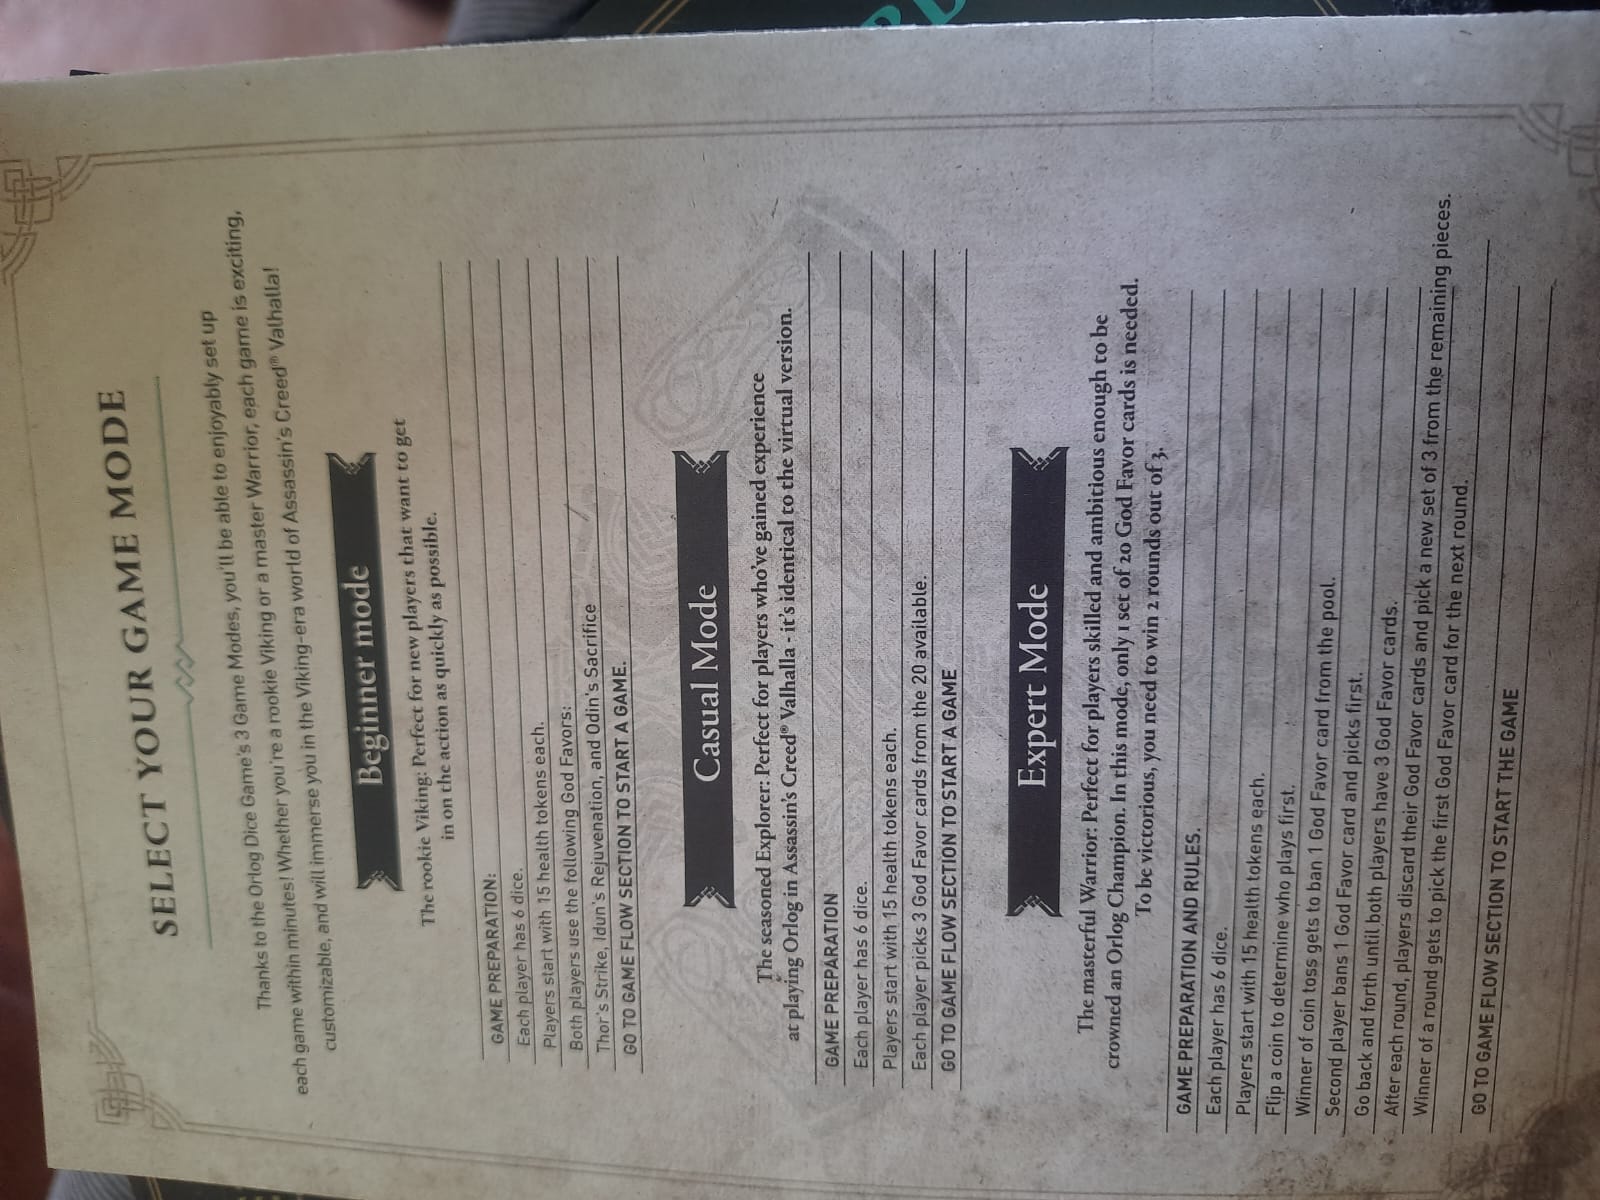 SELECT YOUR GAME MODE
Thanks to the Orlog Dice Game's 3 Game Modes, you'll be able to enjoyably set up
each game within minutes! Whether you're a rookie Viking or a master Warrior, each game is exciting,
customizable, and will immerse you in the Viking-era world of Assassin's Creed® Valhalla!
Beginner mode
The rookie Viking: Perfect for new players that want to get
in on the action as quickly as possible.
GAME PREPARATION:
Each player has 6 dice.
Players start with 15 health tokens each.
Both players use the following God Favors:
Thor's Strike, Idun's Rejuvenation, and Odin's Sacrifice
GO TO GAME FLOW SECTION TO START A GAME.
Casual Mode
The seasoned Explorer: Perfect for players who've gained experience
at playing Orlog in Assassin's Creed® Valhalla - it's identical to the virtual version.
GAME PREPARATION
Each player has 6 dice.
Players start with 15 health tokens each.
Each player picks 3 God Favor cards from the 20 available.
GO TO GAME FLOW SECTION TO START A GAME
Expert Mode
The masterful Warrior: Perfect for players skilled and ambitious enough to be
crowned an Orlog Champion. In this mode, only 1 set of 20 God Favor cards is needed.
To be victorious, you need to win 2 rounds out of 3.
GAME PREPARATION AND RULES.
Each player has 6 dice.
Players start with 15 health tokens each.
Flip a coin to determine who plays first.
Winner of coin toss gets to ban 1 God Favor card from the pool.
Second player bans 1 God Favor card and picks first.
Go back and forth until both players have 3 God Favor cards.
After each round, players discard their God Favor cards and pick a new set of 3 from the remaining pieces.
Winner of a round gets to pick the first God Favor card for the next round.
GO TO GAME FLOW SECTION TO START THE GAME